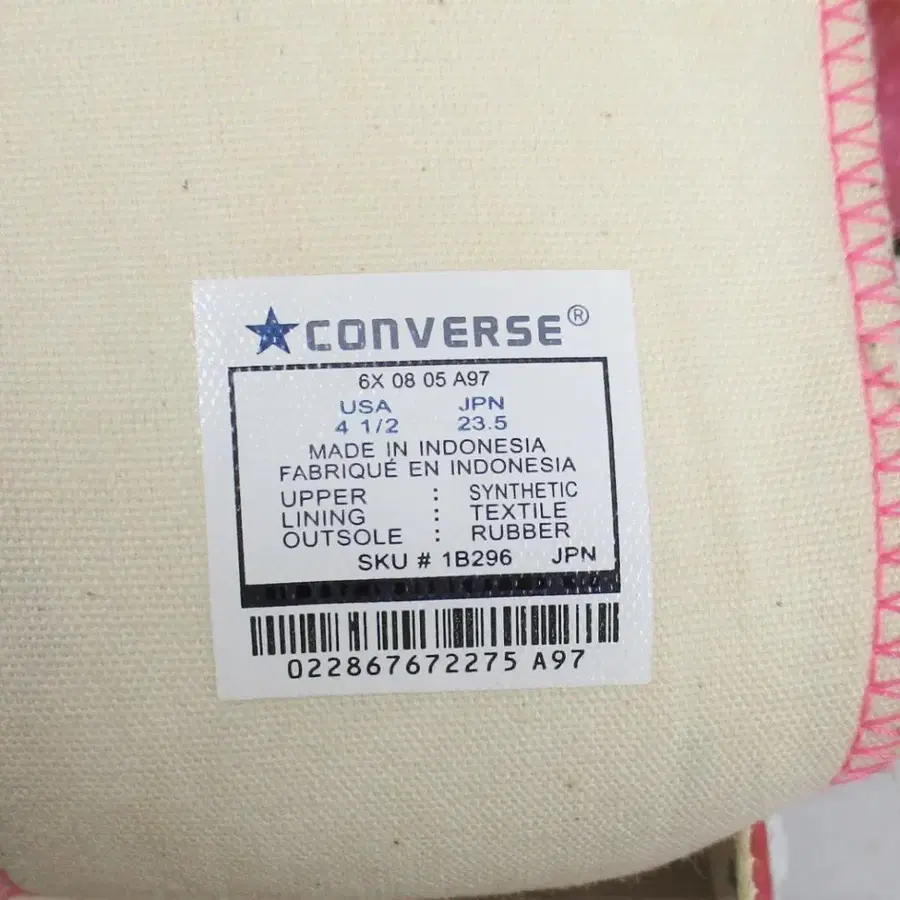 CONVERSE®
6X 08 05 A97
USA JPN
4 1/2 23.5
MADE IN INDONESIA
FABRIQUÉ EN INDONESIA
UPPER : SYNTHETIC
LINING : TEXTILE
OUTSOLE : RUBBER
SKU # 1B296 JPN
022867672275 A97